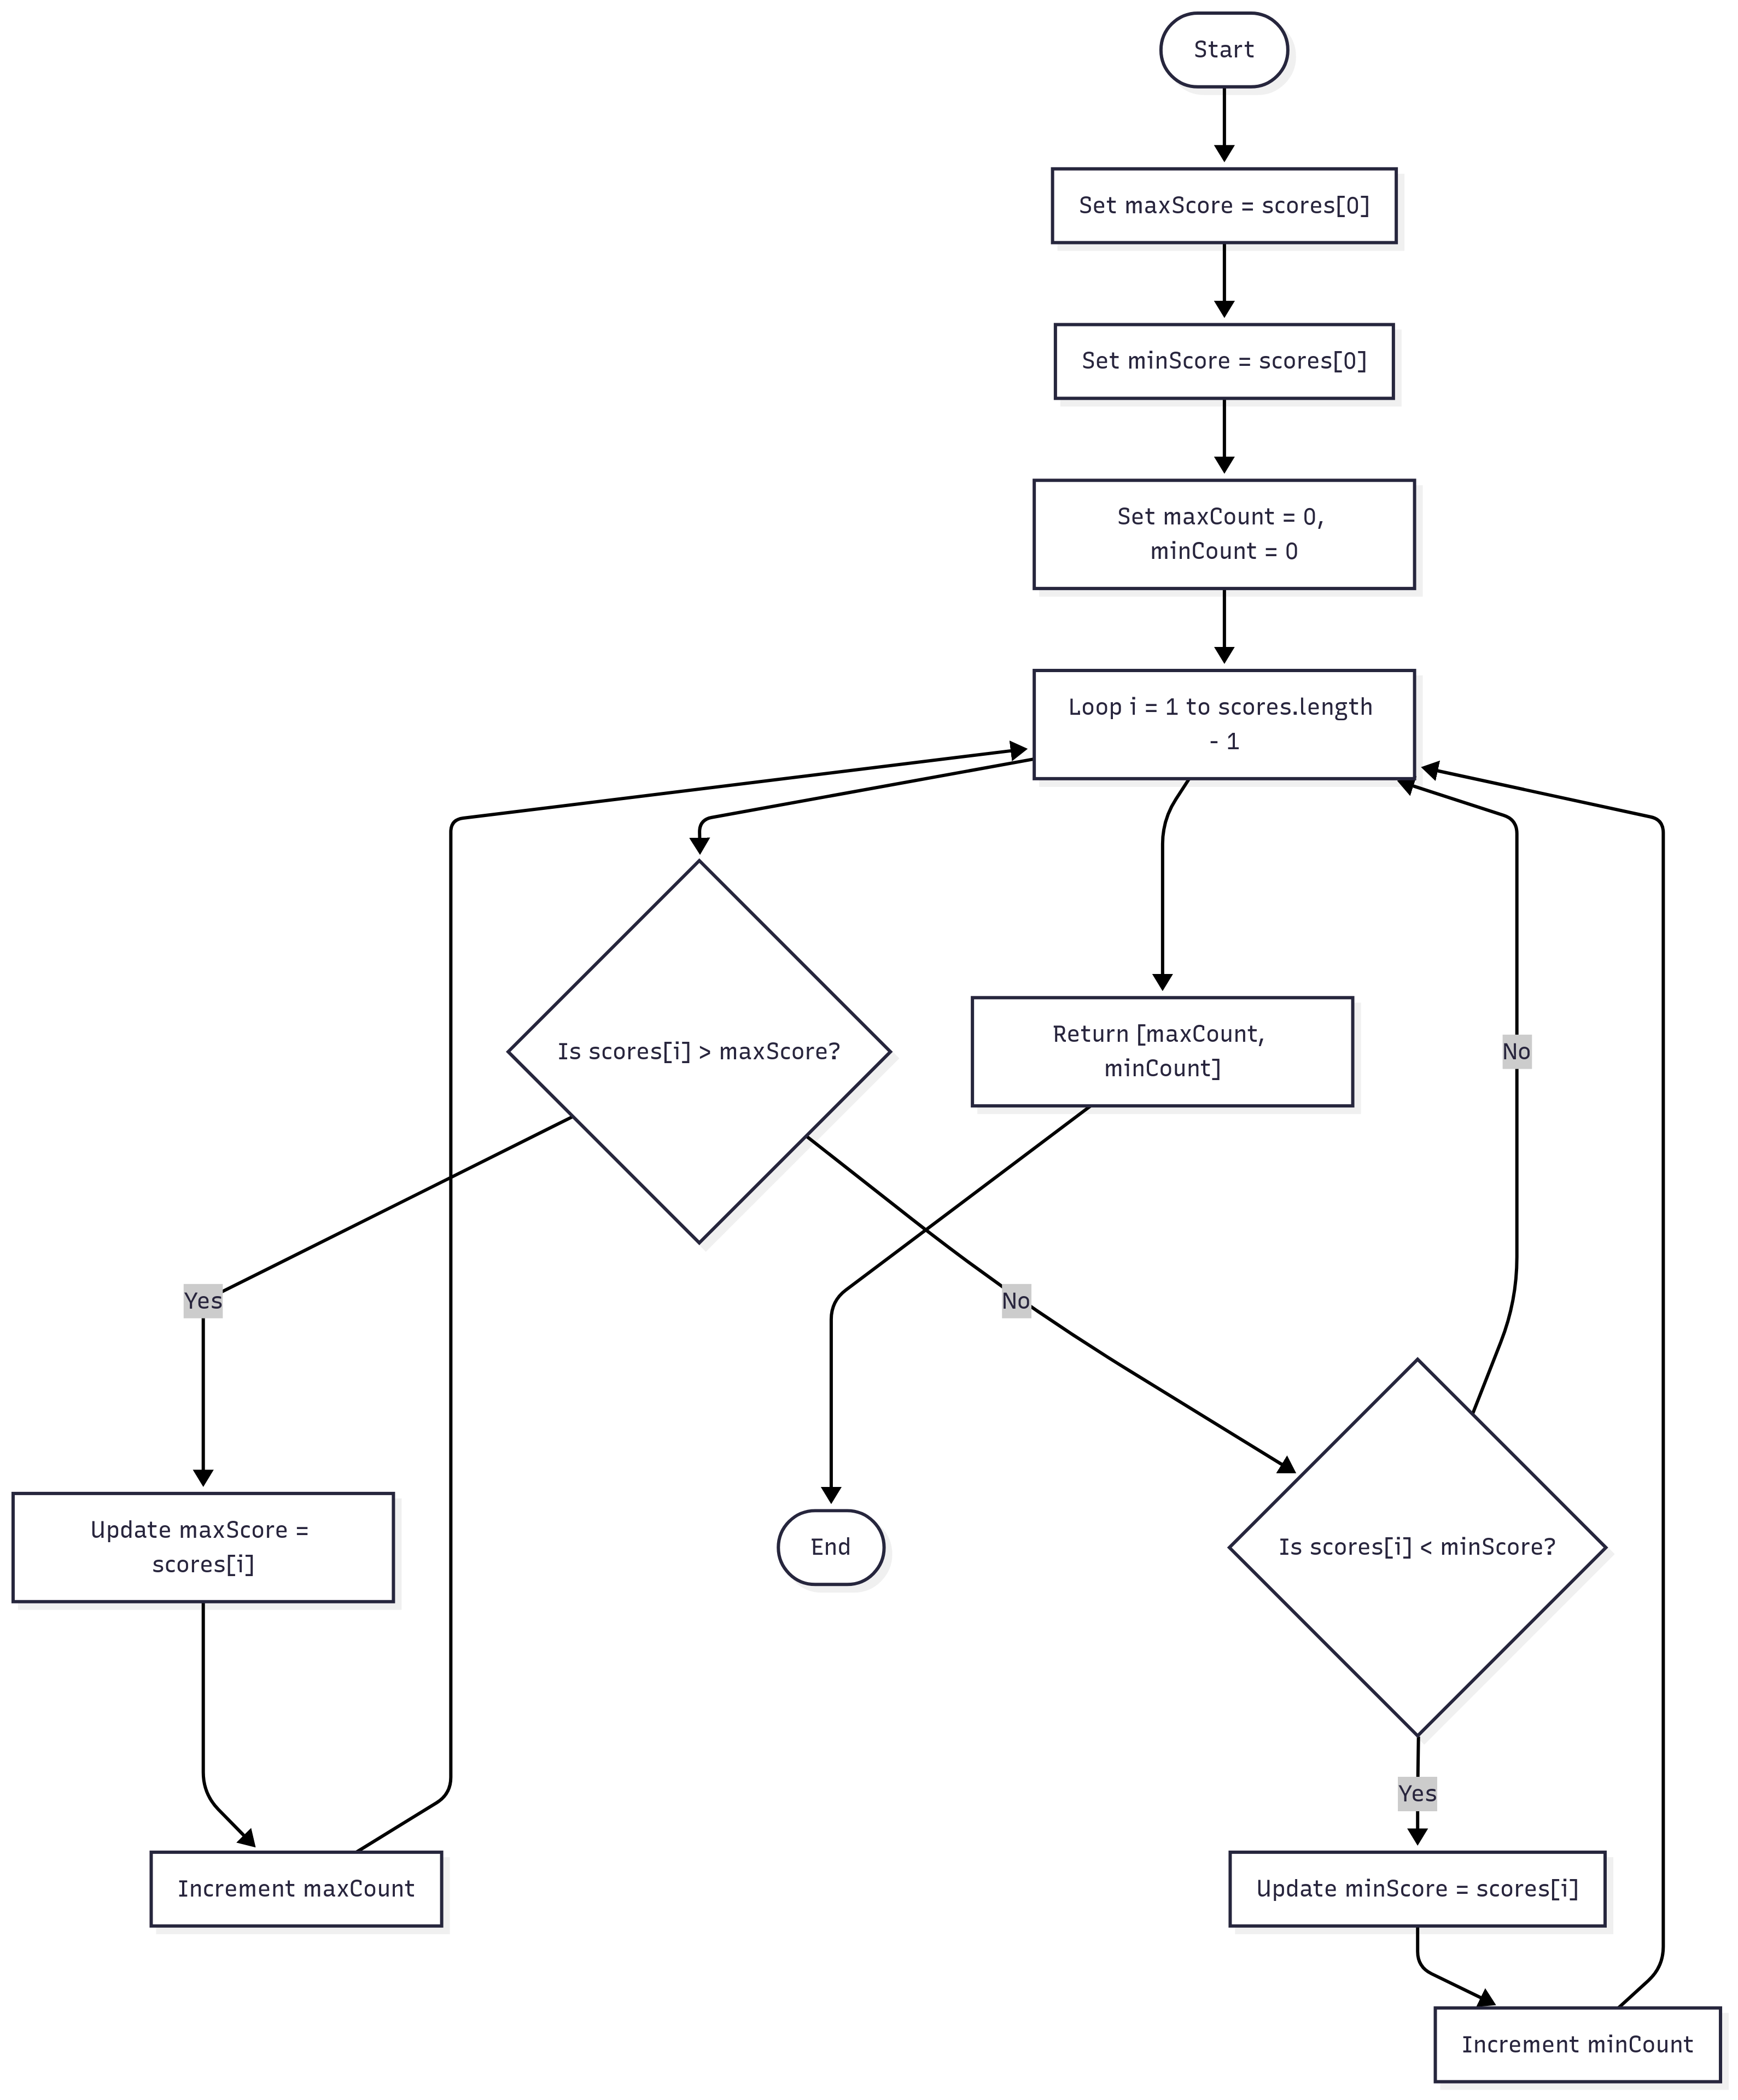 Start
Set maxScore = scores[0]
Set minScore = scores[0]
Set maxCount = 0,
minCount = 0
Loop i = 1 to scores.length
- 1
Is scores[i] > maxScore?
Return [maxCount,
minCount]
No
Yes
No
Update maxScore =
scores[i]
End
Is scores[i] < minScore?
Yes
Increment maxCount
Update minScore = scores[i]
Increment minCount